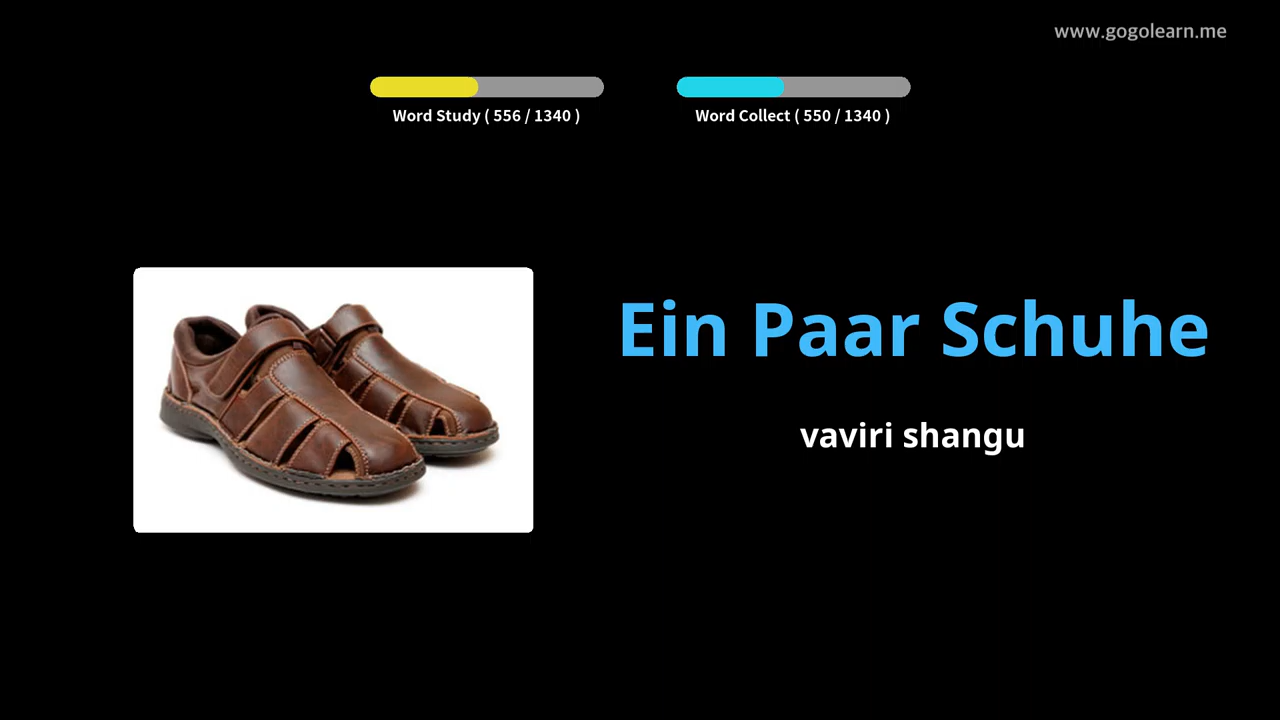 www.gogolearn.me
Word Study ( 556 / 1340 )
Word Collect ( 550 / 1340 )
Ein Paar Schuhe
vaviri shangu